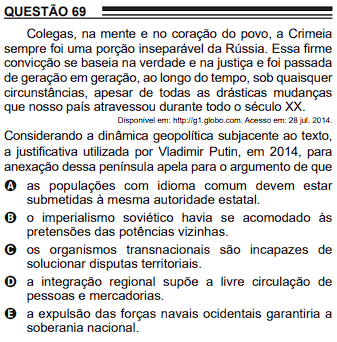 QUESTÃO 69
Colegas, na mente e no coração do povo, a Crimeia
sempre foi uma porção inseparável da Rússia. Essa firme
convicção se baseia na verdade e na justiça e foi passada
de geração em geração, ao longo do tempo, sob quaisquer
circunstâncias, apesar de todas as drásticas mudanças
que nosso país atravessou durante todo o século XX.
Disponível em: http://g1.globo.com. Acesso em: 28 jul. 2014.
Considerando a dinâmica geopolítica subjacente ao texto,
a justificativa utilizada por Vladimir Putin, em 2014, para
anexação dessa península apela para o argumento de que
A as populações com idioma comum devem estar
submetidas à mesma autoridade estatal.
B o imperialismo soviético havia se acomodado às
pretensões das potências vizinhas.
C os organismos transnacionais são incapazes de
solucionar disputas territoriais.
D a integração regional supõe a livre circulação de
pessoas e mercadorias.
E a expulsão das forças navais ocidentais garantiria a
soberania nacional.